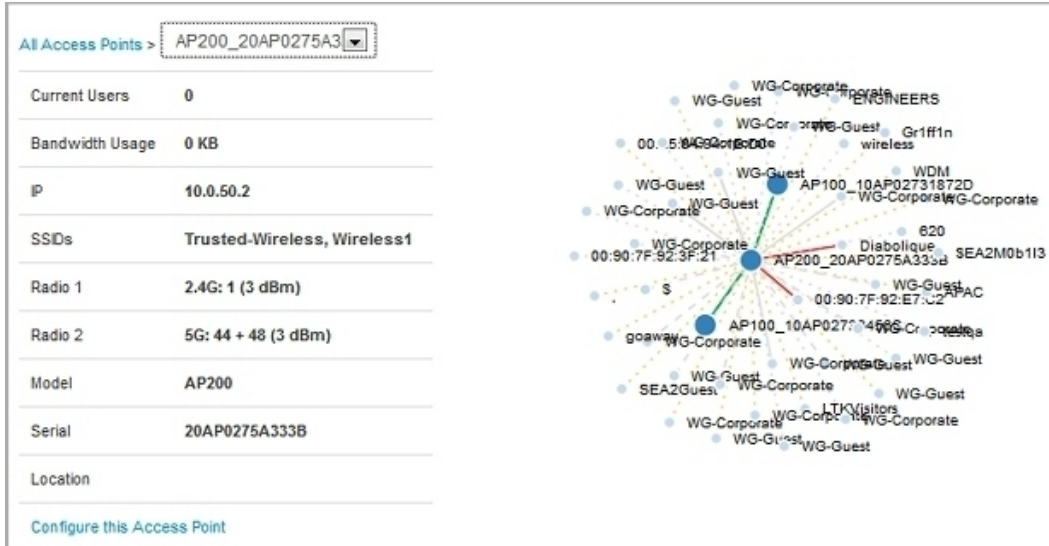 All Access Points > AP200_20AP0275A3
Current Users 0
Bandwidth Usage 0 KB
IP 10.0.50.2
SSIDs Trusted-Wireless, Wireless1
Radio 1 2.4G: 1 (3 dBm)
Radio 2 5G: 44 + 48 (3 dBm)
Model AP200
Serial 20AP0275A333B
Location
Configure this Access Point
WG-Corporate
WG-Guest
ENGINEERS
WG-Guest
Gr1ff1n
wireless
WG-Guest
WDM
AP100_10AP02731872D
WG-Guest
WG-Corporate
WG-Corporate
WG-Guest
WG-Corporate
620
WG-Corporate
Diabolique
SEA2M0b1I3
00:90:7F:92:3F:21
AP200_20AP0275A333B
WG-Guest
APAC
S
00:90:7F:92:E7:C2
.
goaway
WG-Corporate
WG-Guest
WG-Guest
WG-Guest
SEA2Guest
WG-Corporate
WG-Guest
LTKVisitors
WG-Corporate
WG-Corporate
WG-Guest
WG-Guest